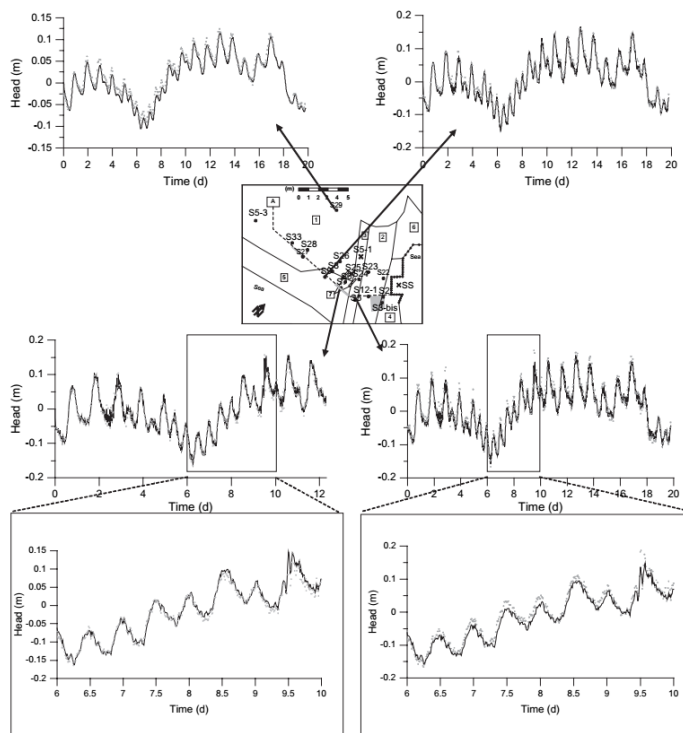 0.15
0.1
0.05
0
-0.05
-0.1
-0.15
Head (m)
0 2 4 6 8 10 12 14 16 18 20
Time (d)
0.2
0.1
0
-0.1
-0.2
Head (m)
0 2 4 6 8 10 12 14 16 18 20
Time (d)
(m)
0 1 2 3 4 5
A
S29
1
S5-3
S33
S28
S26
S5-1
2
6
Sea
S25
S23
S22
5
Sea
7
S12-1
SS
S3-bis
4
0.2
0.1
0
-0.1
-0.2
Head (m)
0 2 4 6 8 10 12
Time (d)
0.2
0.1
0
-0.1
-0.2
Head (m)
0 2 4 6 8 10 12 14 16 18 20
Time (d)
0.15
0.1
0.05
0
-0.05
-0.1
-0.15
-0.2
Head (m)
6 6.5 7 7.5 8 8.5 9 9.5 10
Time (d)
0.2
0.1
0
-0.1
-0.2
Head (m)
6 6.5 7 7.5 8 8.5 9 9.5 10
Time (d)